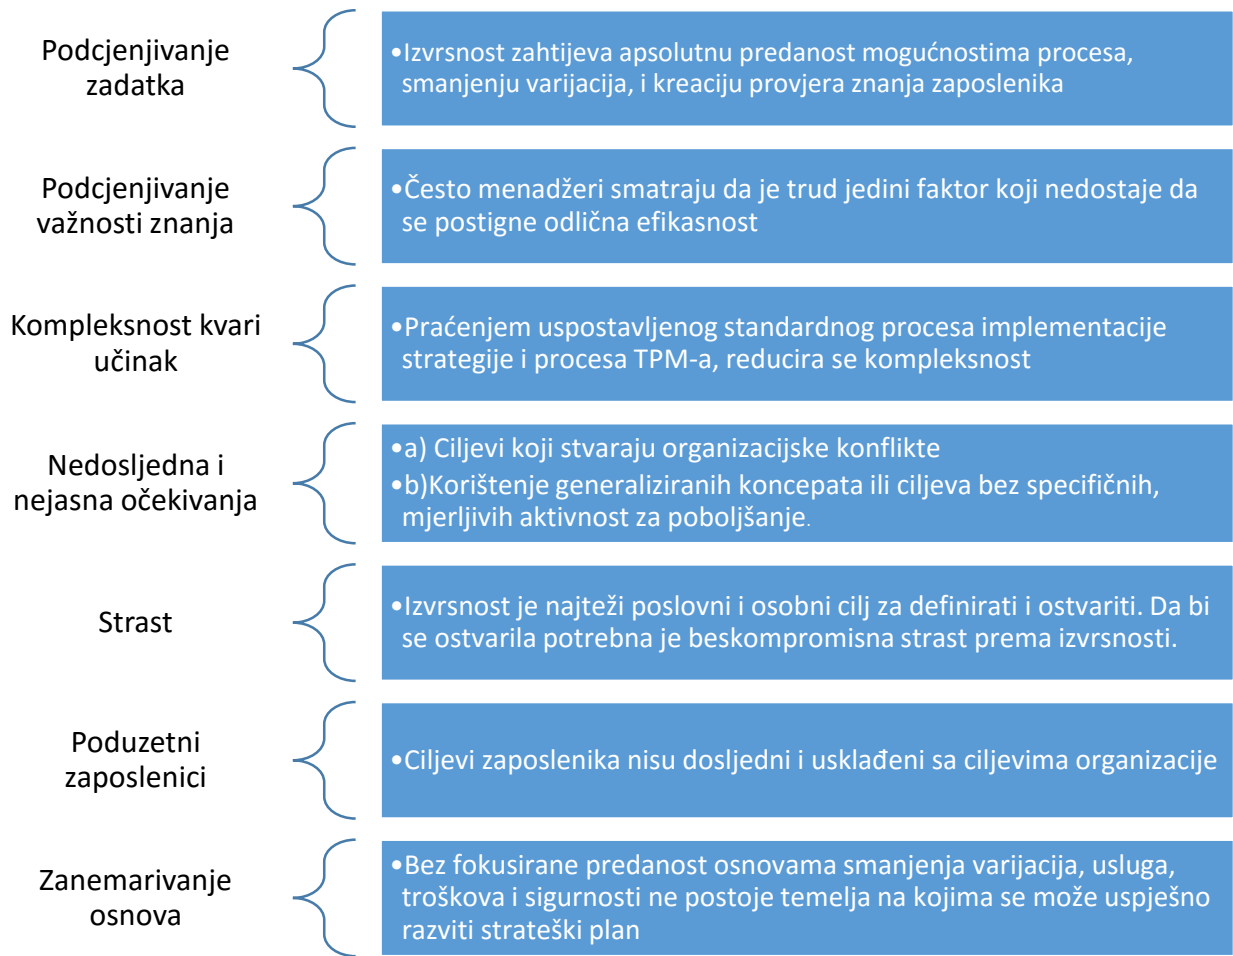 Podcjenjivanje
zadatka
•Izvrsnost zahtijeva apsolutnu predanost mogućnostima procesa,
smanjenju varijacija, i kreaciju provjera znanja zaposlenika
Podcjenjivanje
važnosti znanja
•Često menadžeri smatraju da je trud jedini faktor koji nedostaje da
se postigne odlična efikasnost
Kompleksnost kvari
učinak
•Praćenjem uspostavljenog standardnog procesa implementacije
strategije i procesa TPM-a, reducira se kompleksnost
Nedosljedna i
nejasna očekivanja
•a) Ciljevi koji stvaraju organizacijske konflikte
•b)Korištenje generaliziranih koncepata ili ciljeva bez specifičnih,
mjerljivih aktivnost za poboljšanje.
Strast
•Izvrsnost je najteži poslovni i osobni cilj za definirati i ostvariti. Da bi
se ostvarila potrebna je beskompromisna strast prema izvrsnosti.
Poduzetni
zaposlenici
•Ciljevi zaposlenika nisu dosljedni i usklađeni sa ciljevima organizacije
Zanemarivanje
osnova
•Bez fokusirane predanost osnovama smanjenja varijacija, usluga,
troškova i sigurnosti ne postoje temelja na kojima se može uspješno
razviti strateški plan